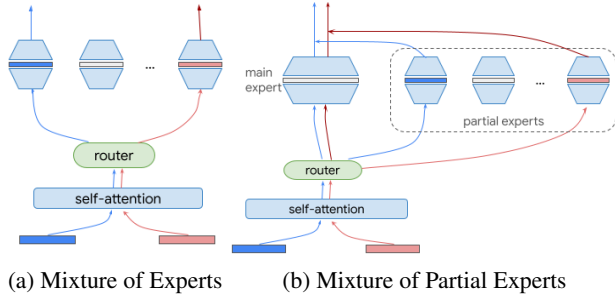 ...
router
self-attention
(a) Mixture of Experts
main
expert
...
partial experts
router
self-attention
(b) Mixture of Partial Experts